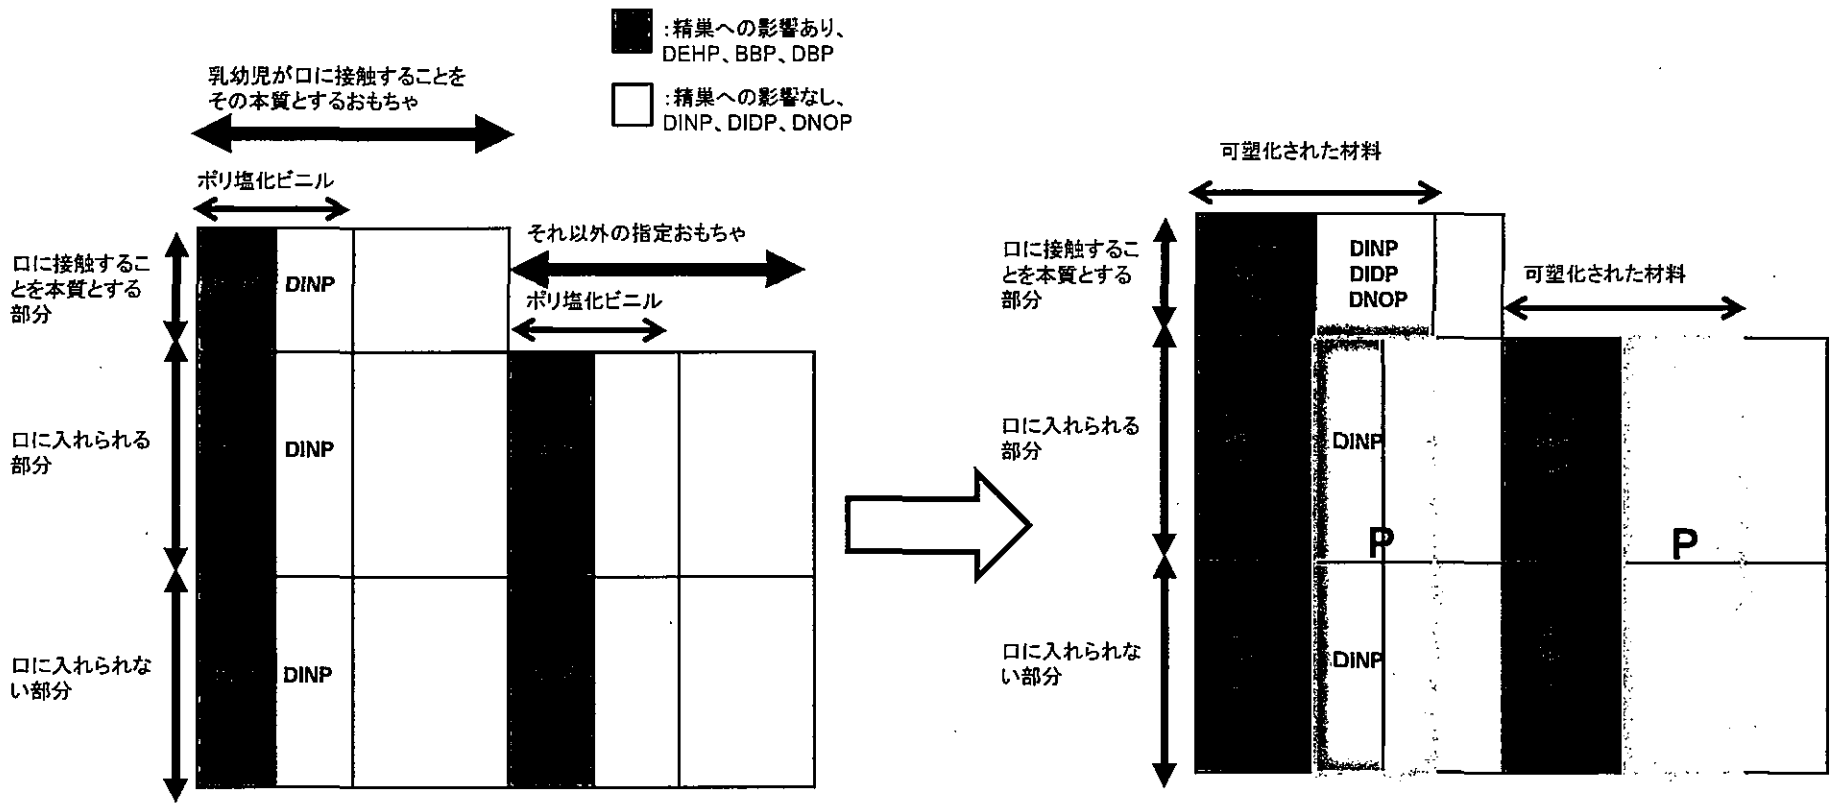 :精巣への影響あり、
DEHP、BBP、DBP
:精巣への影響なし、
DINP、DIDP、DNOP
乳幼児が口に接触することを
その本質とするおもちゃ
ポリ塩化ビニル
それ以外の指定おもちゃ
ポリ塩化ビニル
口に接触するこ
とを本質とする
部分
DINP
口に入れられる
部分
DINP
口に入れられな
い部分
DINP
可塑化された材料
可塑化された材料
口に接触するこ
とを本質とする
部分
DINP
DIDP
DNOP
口に入れられる
部分
DINP
P
P
口に入れられな
い部分
DINP